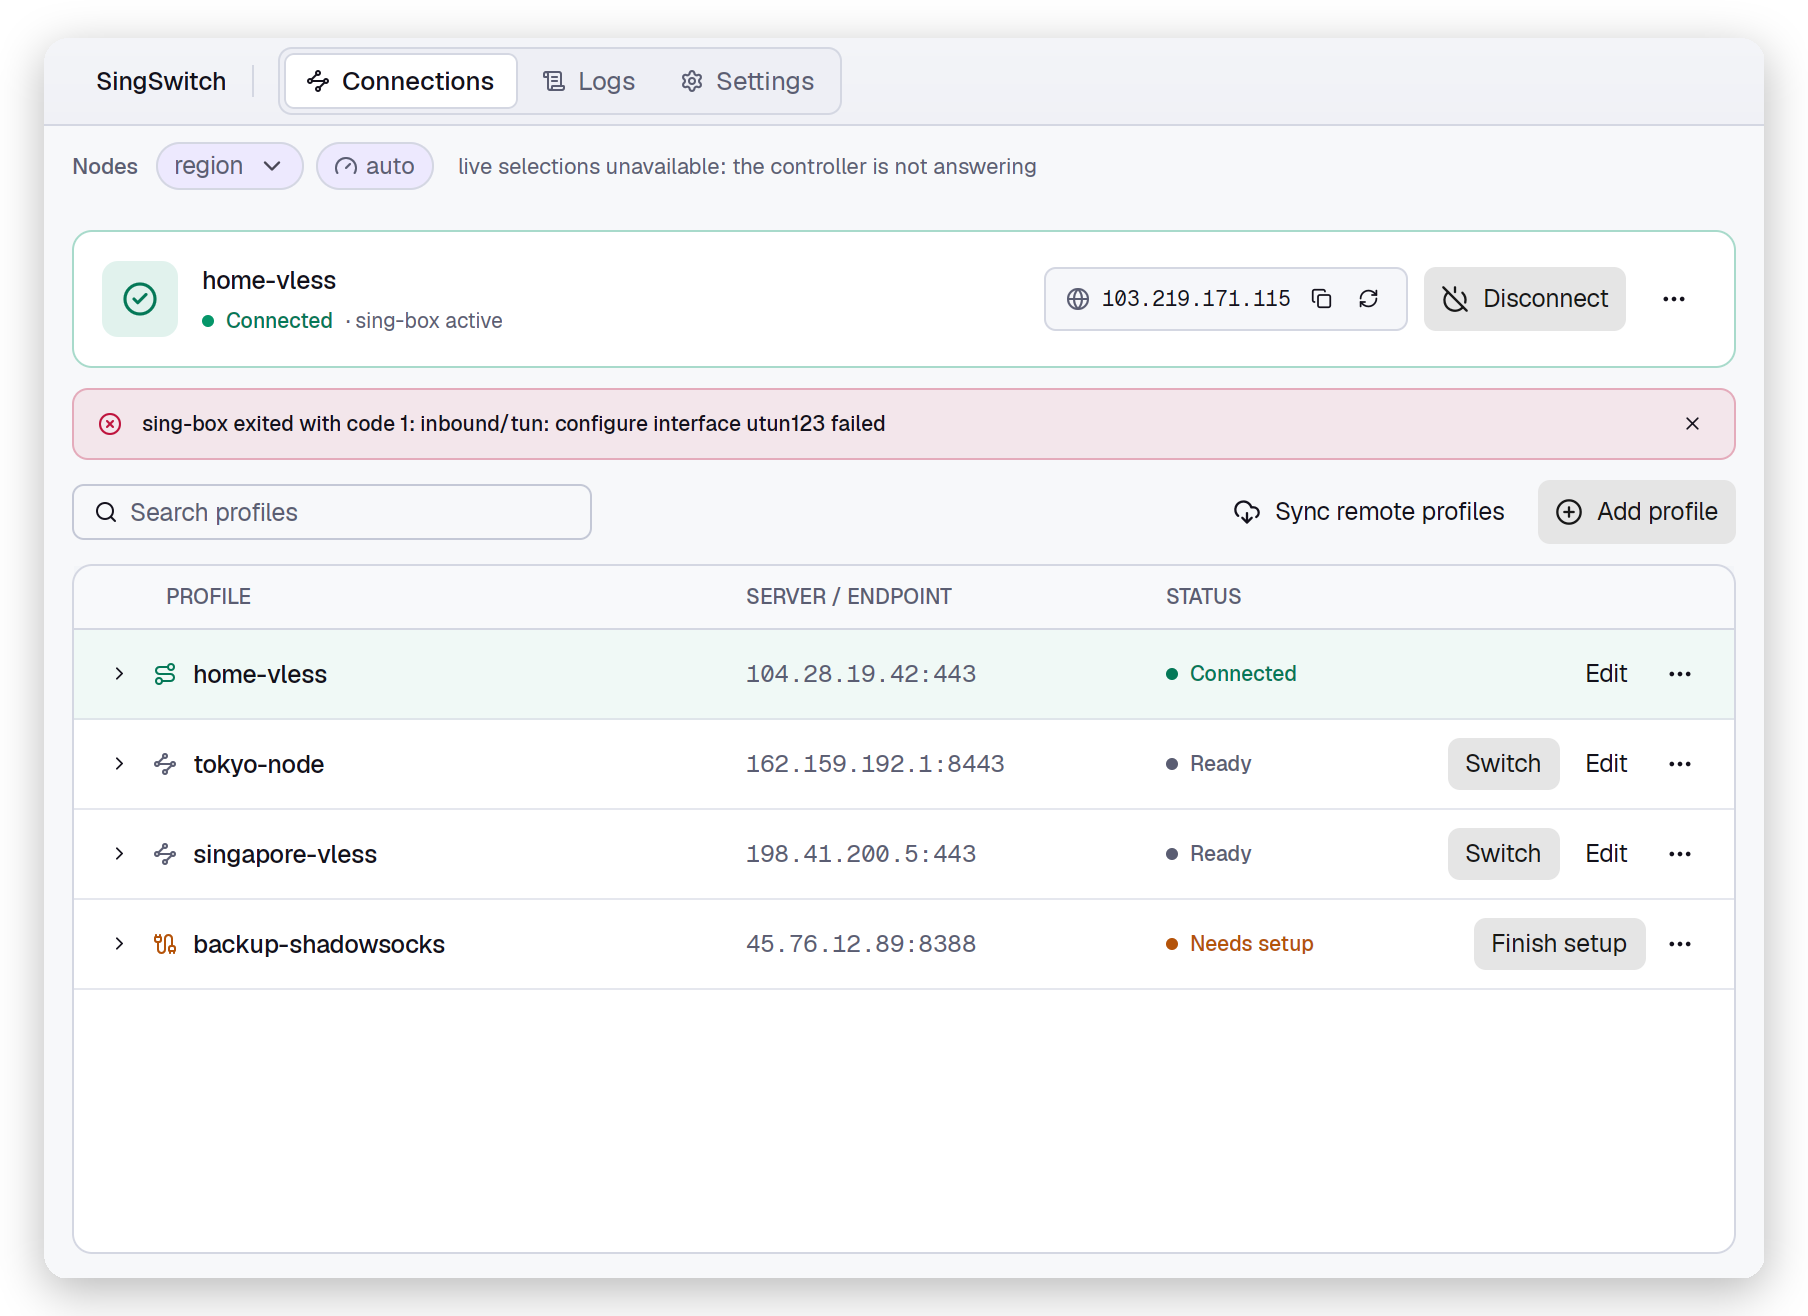 SingSwitch
Connections
Logs
Settings
Nodes
region
auto
live selections unavailable: the controller is not answering
home-vless
Connected · sing-box active
103.219.171.115
Disconnect
sing-box exited with code 1: inbound/tun: configure interface utun123 failed
Search profiles
Sync remote profiles
Add profile
PROFILE SERVER / ENDPOINT STATUS
home-vless 104.28.19.42:443 Connected Edit
tokyo-node 162.159.192.1:8443 Ready Switch Edit
singapore-vless 198.41.200.5:443 Ready Switch Edit
backup-shadowsocks 45.76.12.89:8388 Needs setup Finish setup